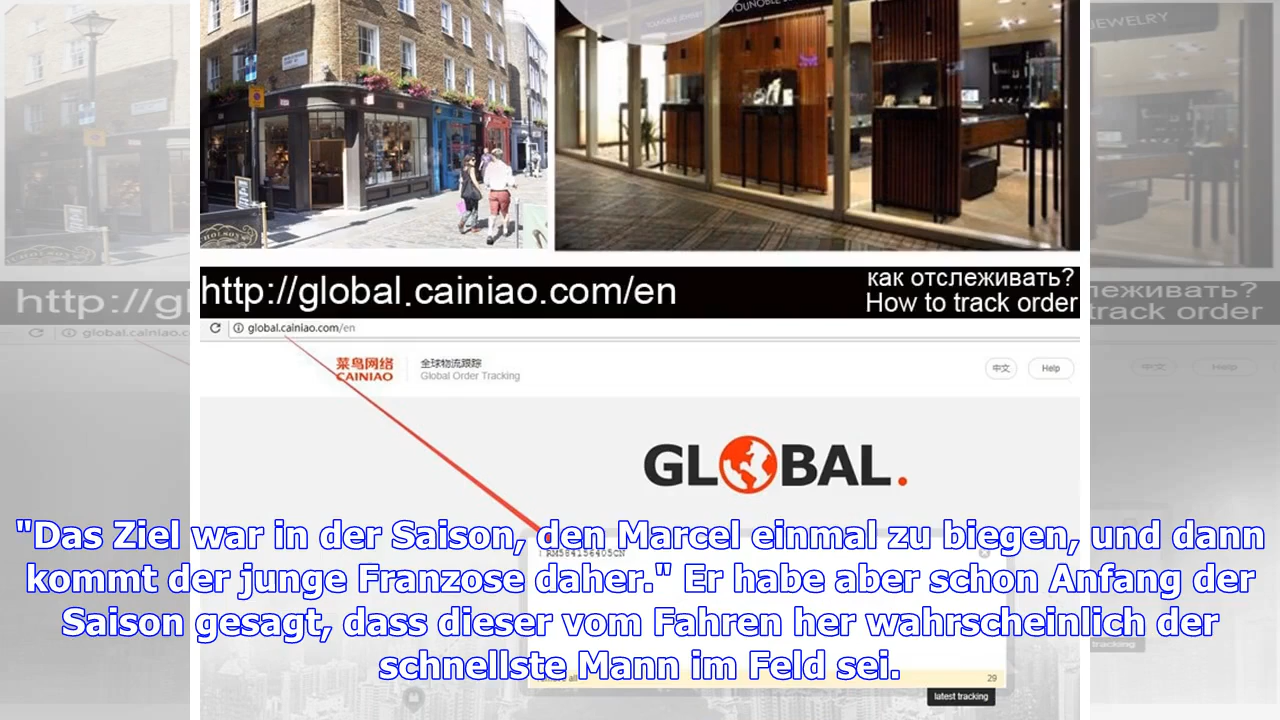 JEWELRY
http://global.cainiao.com/en
как отслеживать?
How to track order
global.cainiao.com/en
菜鸟网络
CAINIAO
全球物流跟踪
Global Order Tracking
中文
Help
GLOBAL.
"Das Ziel war in der Saison, den Marcel einmal zu biegen, und dann
kommt der junge Franzose daher." Er habe aber schon Anfang der
Saison gesagt, dass dieser vom Fahren her wahrscheinlich der
schnellste Mann im Feld sei.
29
latest tracking